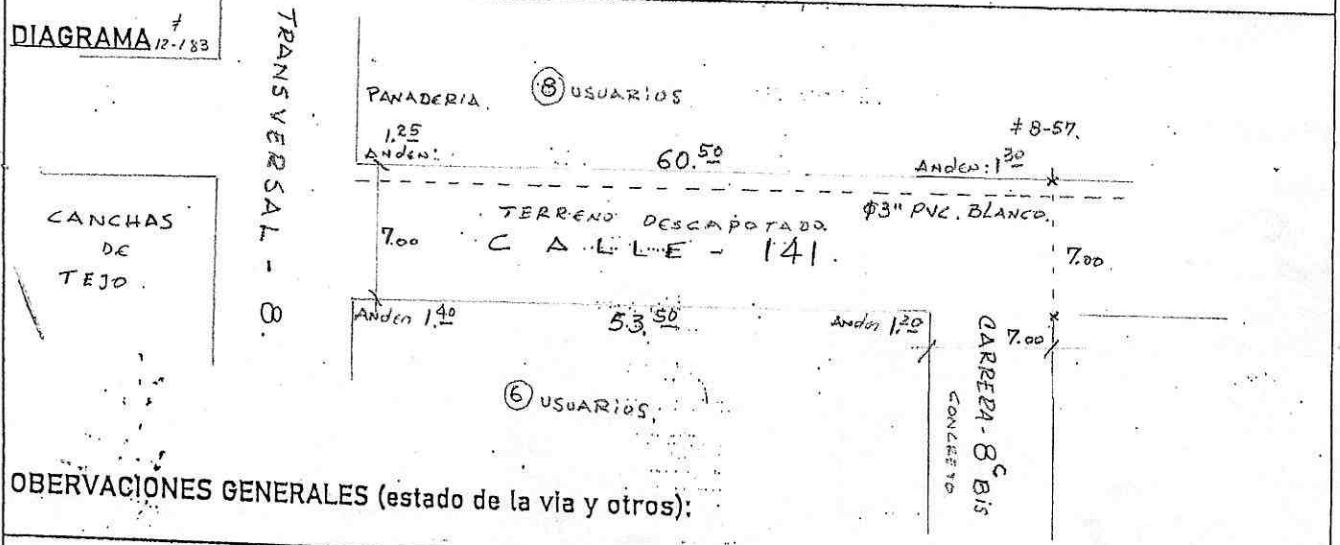 DIAGRAMA
# 12-183
TRANSVERSAL - 8.
PANADERIA.
8 USUARIOS
# 8-57.
1.25
ANDEN:
60.50
ANDEN: 1.30
CANCHAS
DE
TEJO.
7.00
TERRENO DESCAPOTADO.
Φ3" PVC. BLANCO.
CALLE - 141.
7.00
ANDEN 1.40
53.50
ANDEN 1.20
7.00
6 USUARIOS,
CARRERA - 8C Bis
CONCRETO
OBERVACIONES GENERALES (estado de la via y otros):